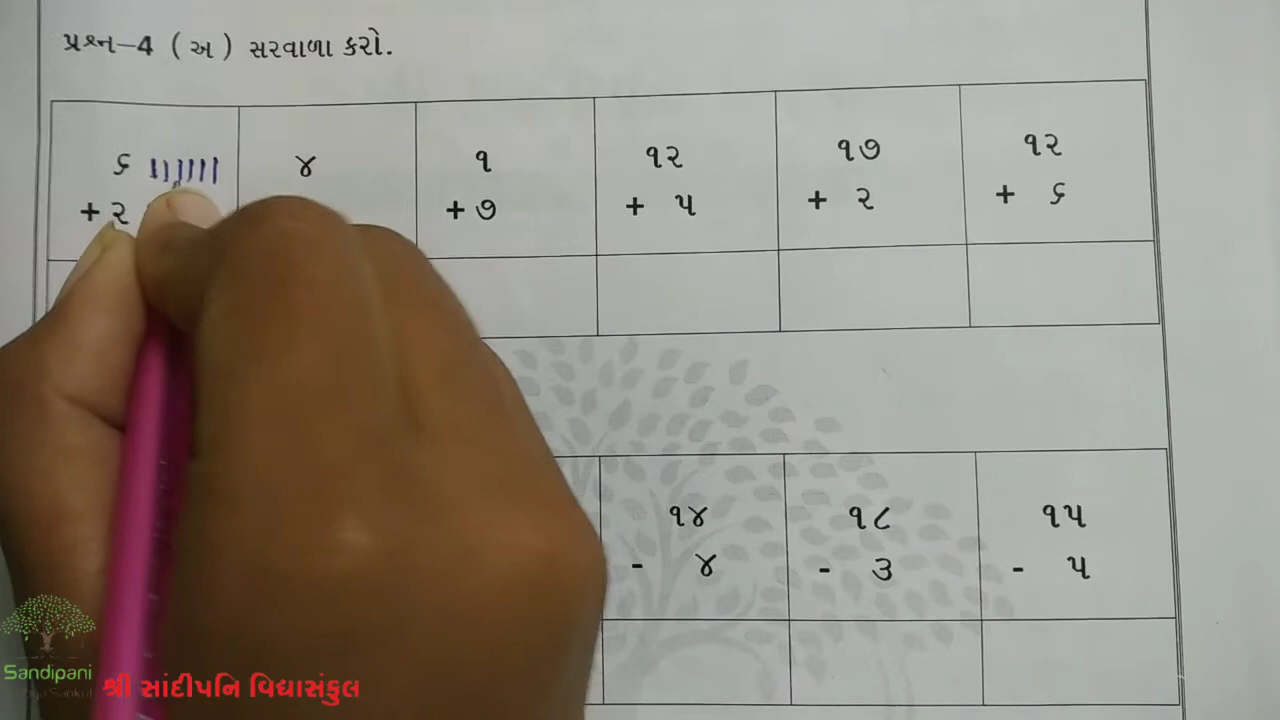 પ્રશ્ન–4 ( અ ) સરવાળા કરો.
૬ ૪ ૧ ૧૨ ૧૭ ૧૨
+ ૨ + ૭ + ૫ + ૨ + ૬
૧૪ ૧૮ ૧૫
- ૪ - ૩ - ૫
Sandipani
શ્રી સાંદીપનિ વિદ્યાસંકુલ